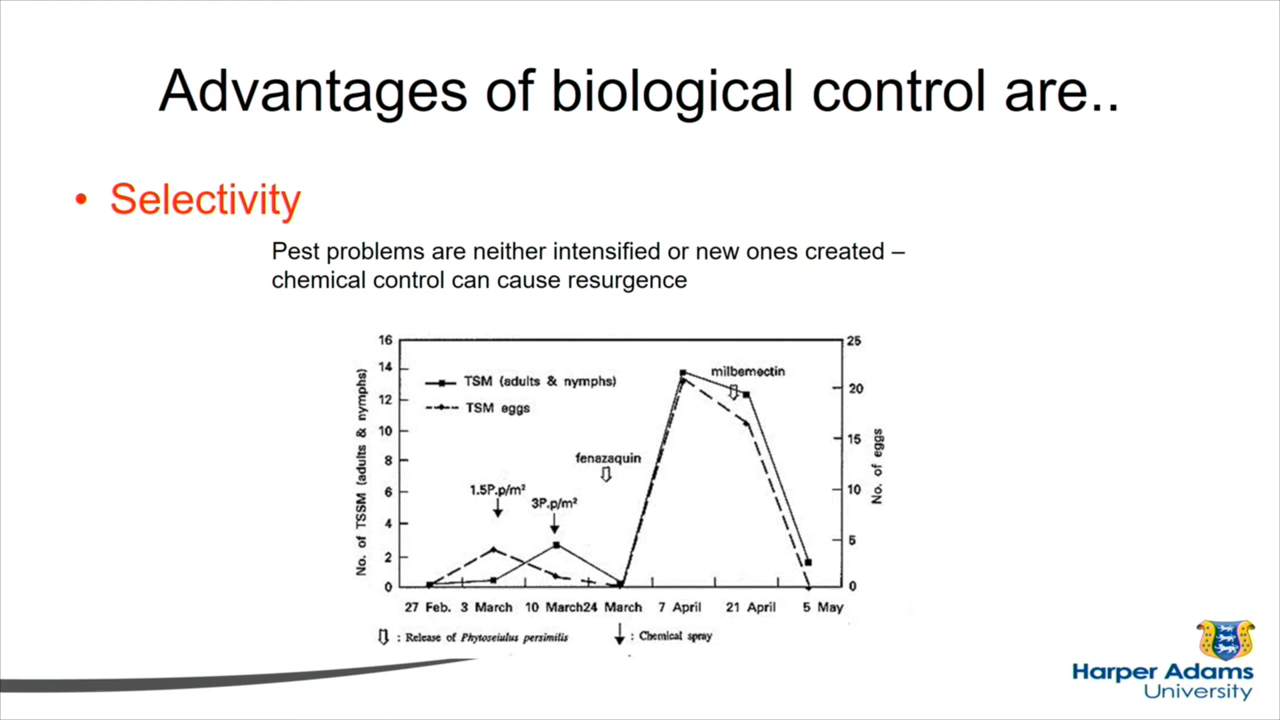 Advantages of biological control are..
• Selectivity
Pest problems are neither intensified or new ones created –
chemical control can cause resurgence
16
14
12
10
8
6
4
2
0
No. of TSSM (adults & nymphs)
TSM (adults & nymphs)
TSM eggs
1.5P.p/m²
3P.p/m²
fenazaquin
milbemectin
25
20
15
10
5
0
No. of eggs
27 Feb. 3 March 10 March24 March 7 April 21 April 5 May
: Release of Phytoseiulus persimilis
: Chemical spray
Harper Adams
University